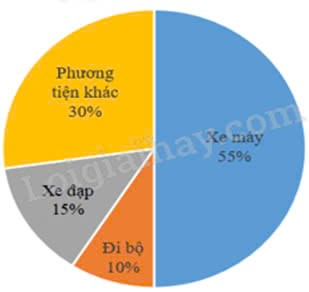 Phương
tiện khác
30%
Xe máy
55%
Xe đạp
15%
Đi bộ
10%
Loigiaihay.com